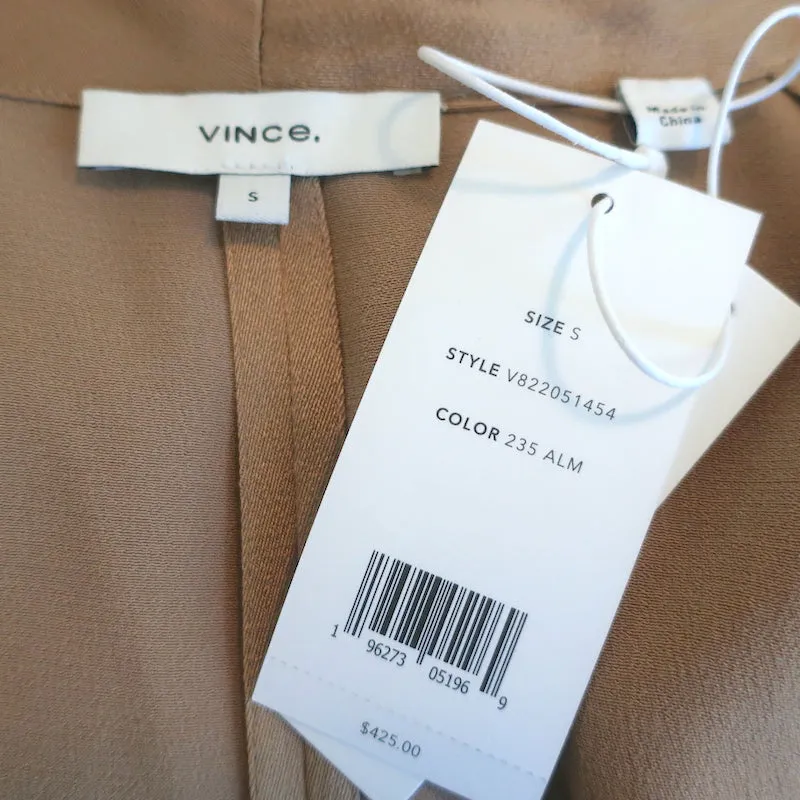 VINCE.
S
Made in
China
SIZE S
STYLE V822051454
COLOR 235 ALM
1 96273 05196 9
$425.00